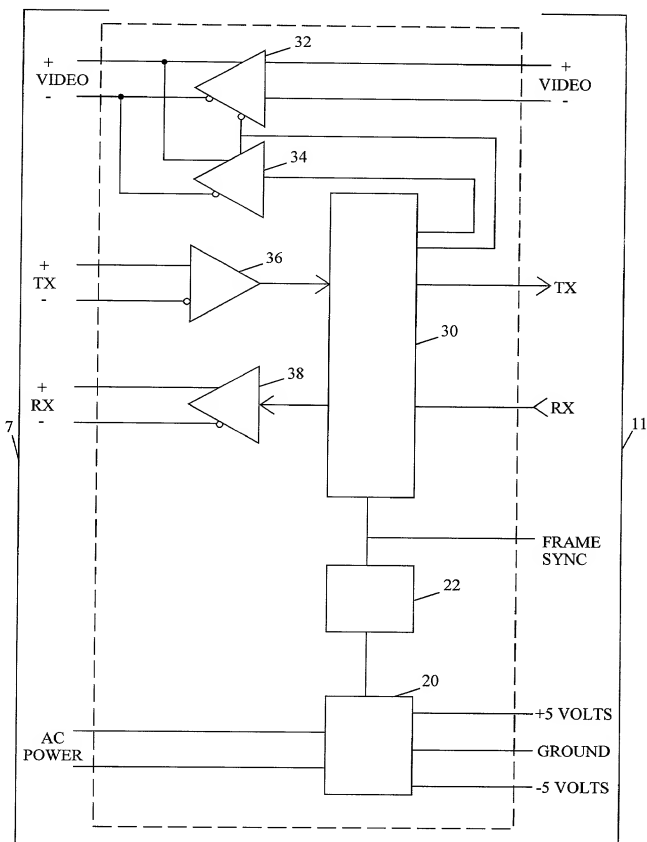 32
+
VIDEO
-
+
VIDEO
-
34
+
TX
-
36
TX
30
38
+
RX
-
RX
7
11
FRAME
SYNC
22
20
+5 VOLTS
AC
POWER
GROUND
-5 VOLTS